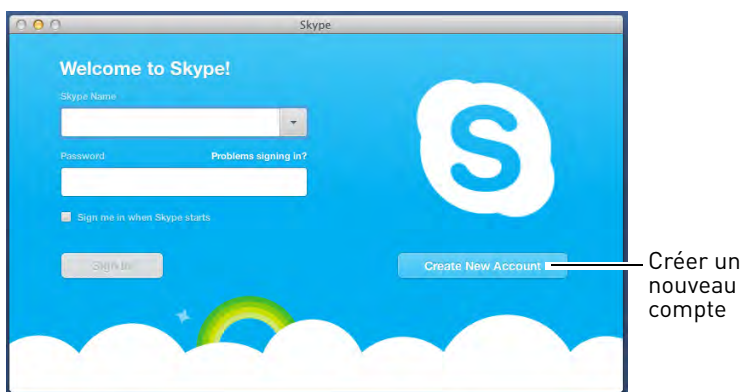 Skype
Welcome to Skype!
Skype Name
Password Problems signing in?
Sign me in when Skype starts
Sign In Create New Account
Créer un
nouveau
compte